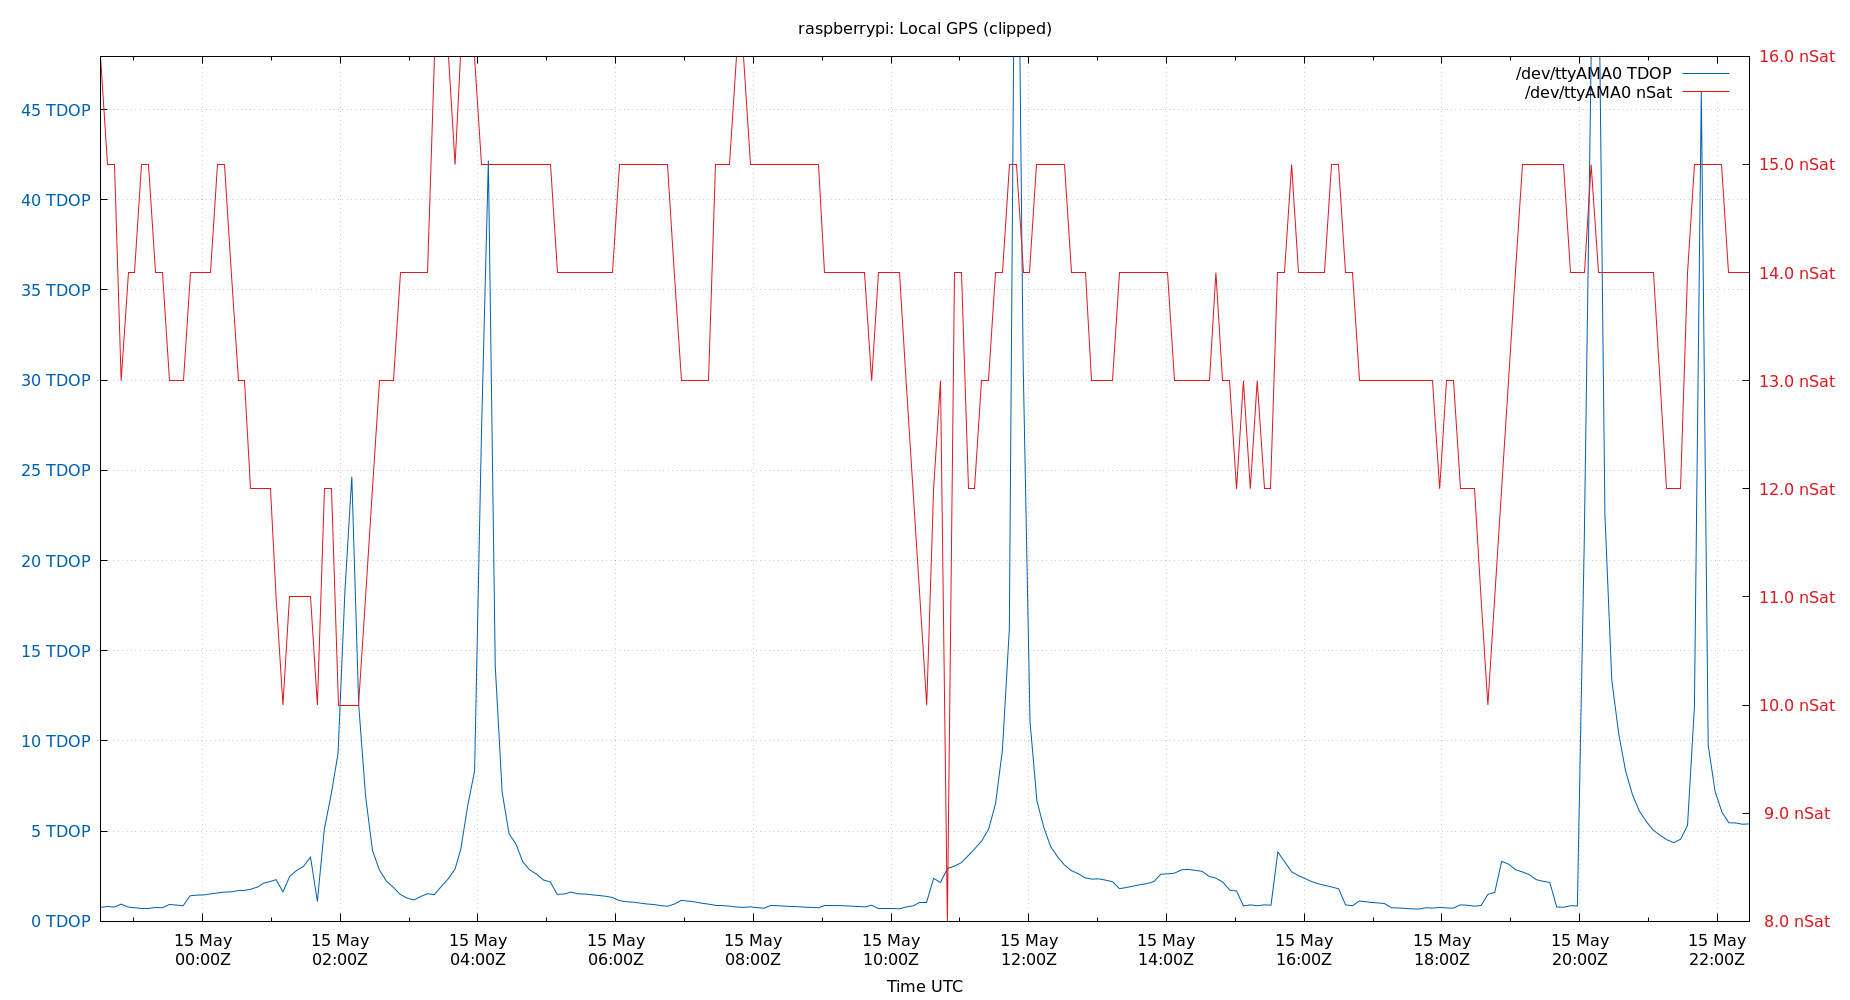 raspberrypi: Local GPS (clipped)
/dev/ttyAMA0 TDOP
/dev/ttyAMA0 nSat
45 TDOP
40 TDOP
35 TDOP
30 TDOP
25 TDOP
20 TDOP
15 TDOP
10 TDOP
5 TDOP
0 TDOP
16.0 nSat
15.0 nSat
14.0 nSat
13.0 nSat
12.0 nSat
11.0 nSat
10.0 nSat
9.0 nSat
8.0 nSat
15 May 15 May 15 May 15 May 15 May 15 May 15 May 15 May 15 May 15 May 15 May 15 May
00:00Z 02:00Z 04:00Z 06:00Z 08:00Z 10:00Z 12:00Z 14:00Z 16:00Z 18:00Z 20:00Z 22:00Z
Time UTC